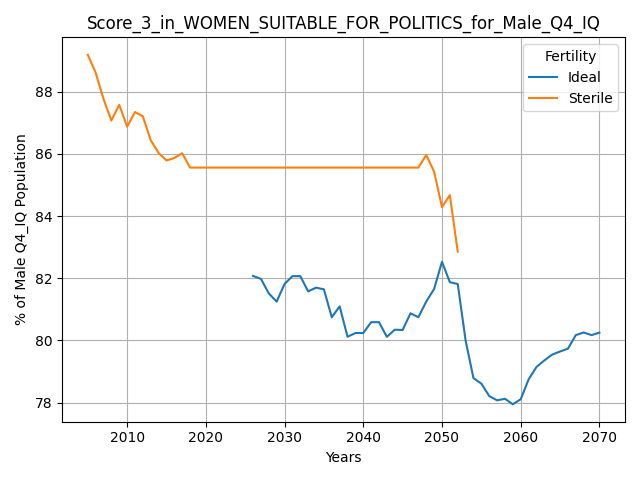 Score_3_in_WOMEN_SUITABLE_FOR_POLITICS_for_Male_Q4_IQ
Fertility
Ideal
Sterile
% of Male Q4_IQ Population
88
86
84
82
80
78
2010 2020 2030 2040 2050 2060 2070
Years